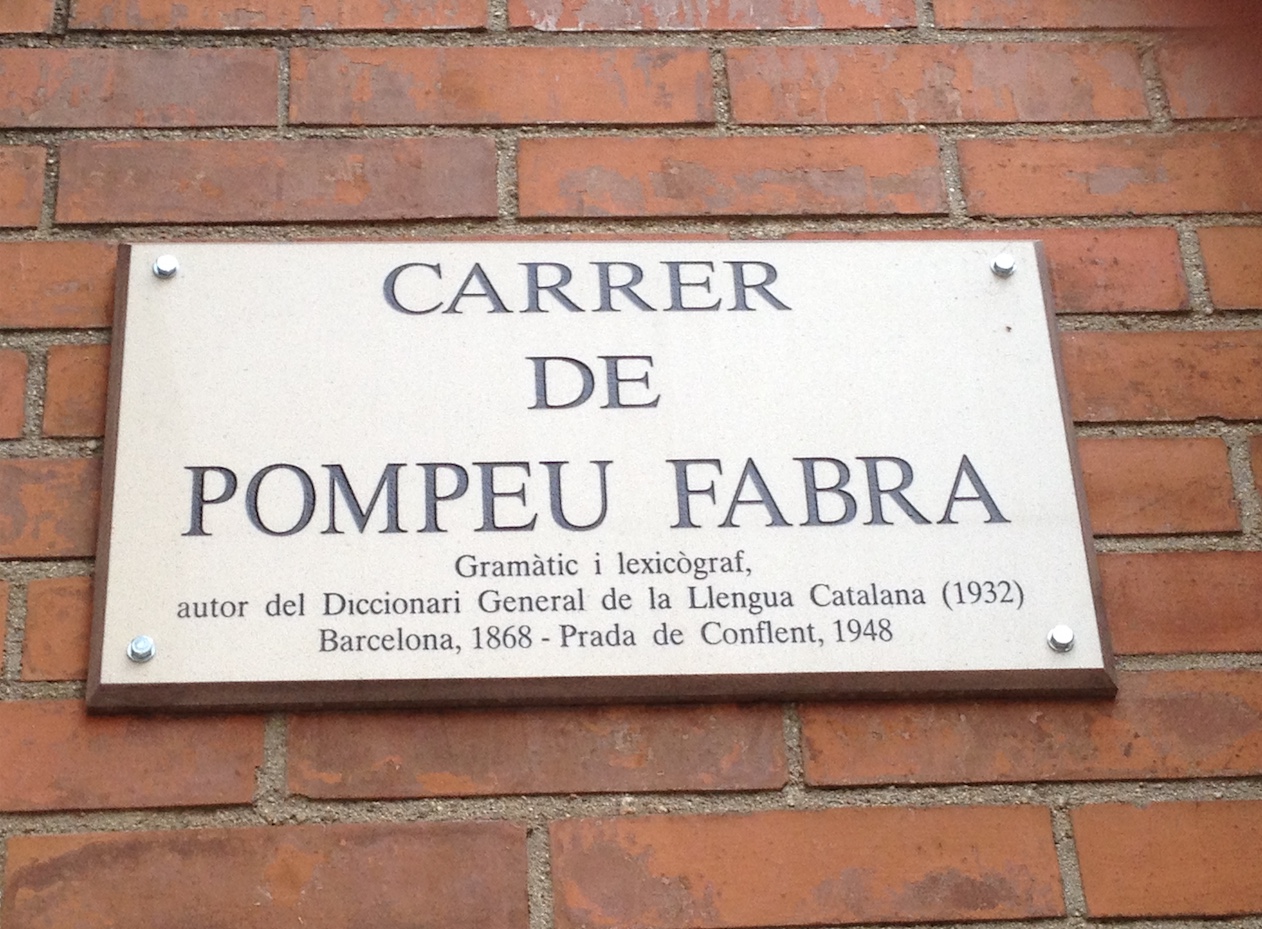 CARRER
DE
POMPEU FABRA
Gramàtic i lexicògraf,
autor del Diccionari General de la Llengua Catalana (1932)
Barcelona, 1868 - Prada de Conflent, 1948